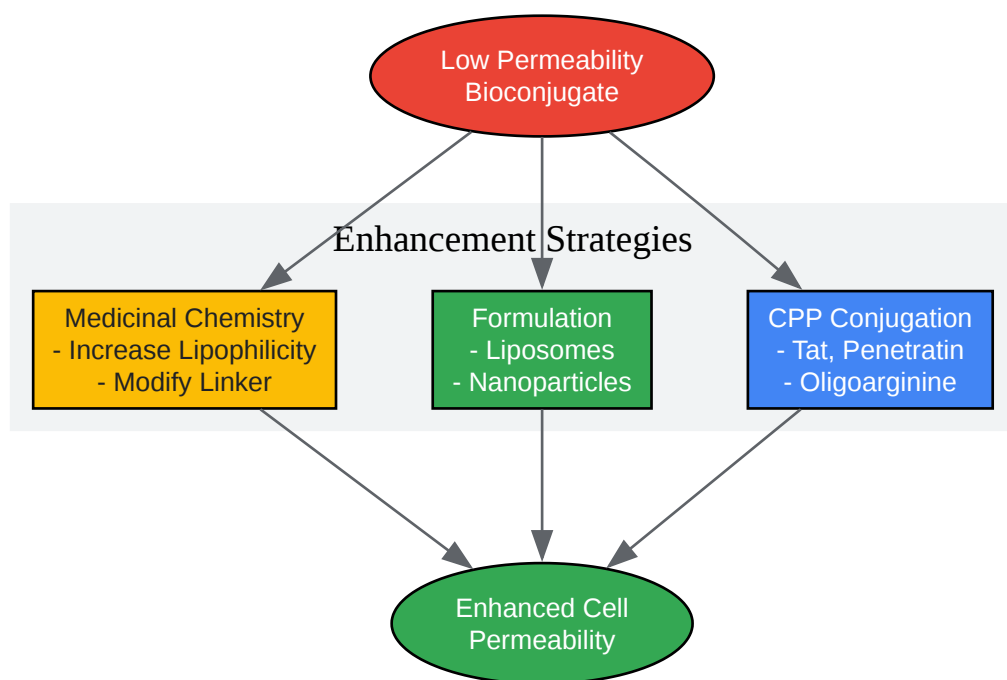 Low Permeability
Bioconjugate
Enhancement Strategies
Medicinal Chemistry
- Increase Lipophilicity
- Modify Linker
Formulation
- Liposomes
- Nanoparticles
CPP Conjugation
- Tat, Penetratin
- Oligoarginine
Enhanced Cell
Permeability